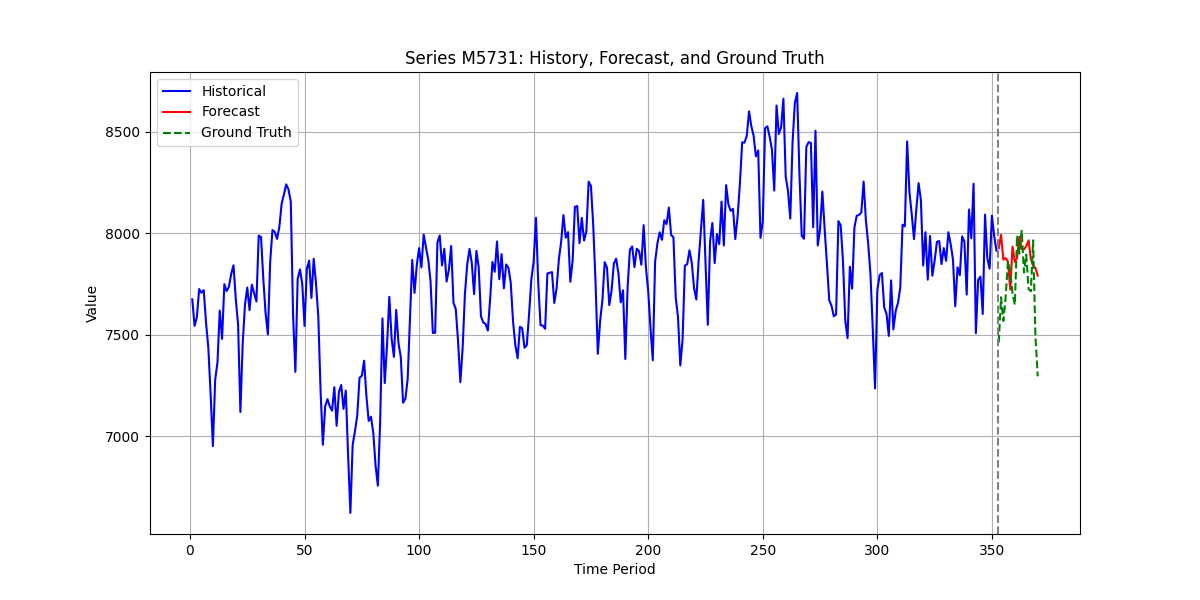 Series M5731: History, Forecast, and Ground Truth
Historical
Forecast
Ground Truth
8500
8000
7500
7000
Value
0 50 100 150 200 250 300 350
Time Period